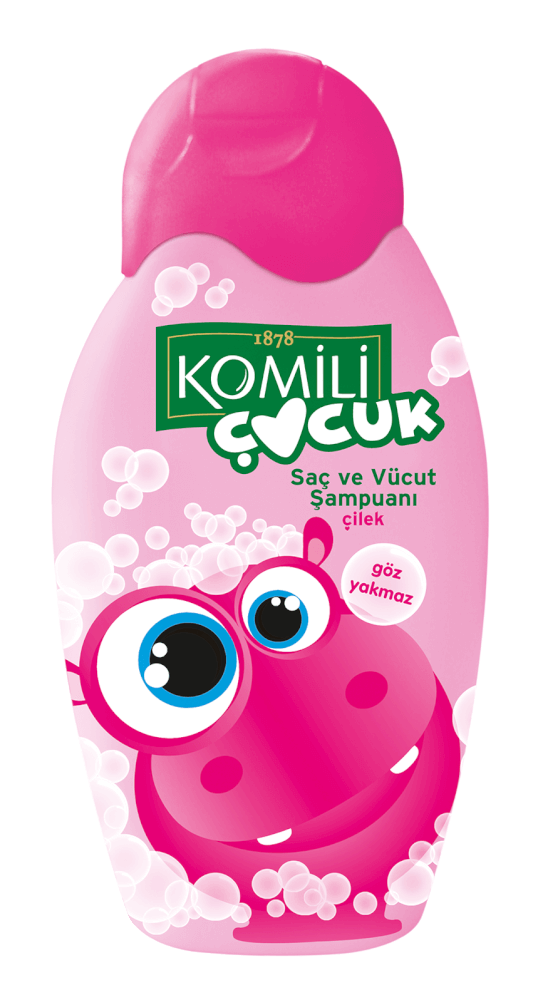 1878
KOMİLİ
ÇOCUK
Saç ve Vücut
Şampuanı
çilek
göz
yakmaz